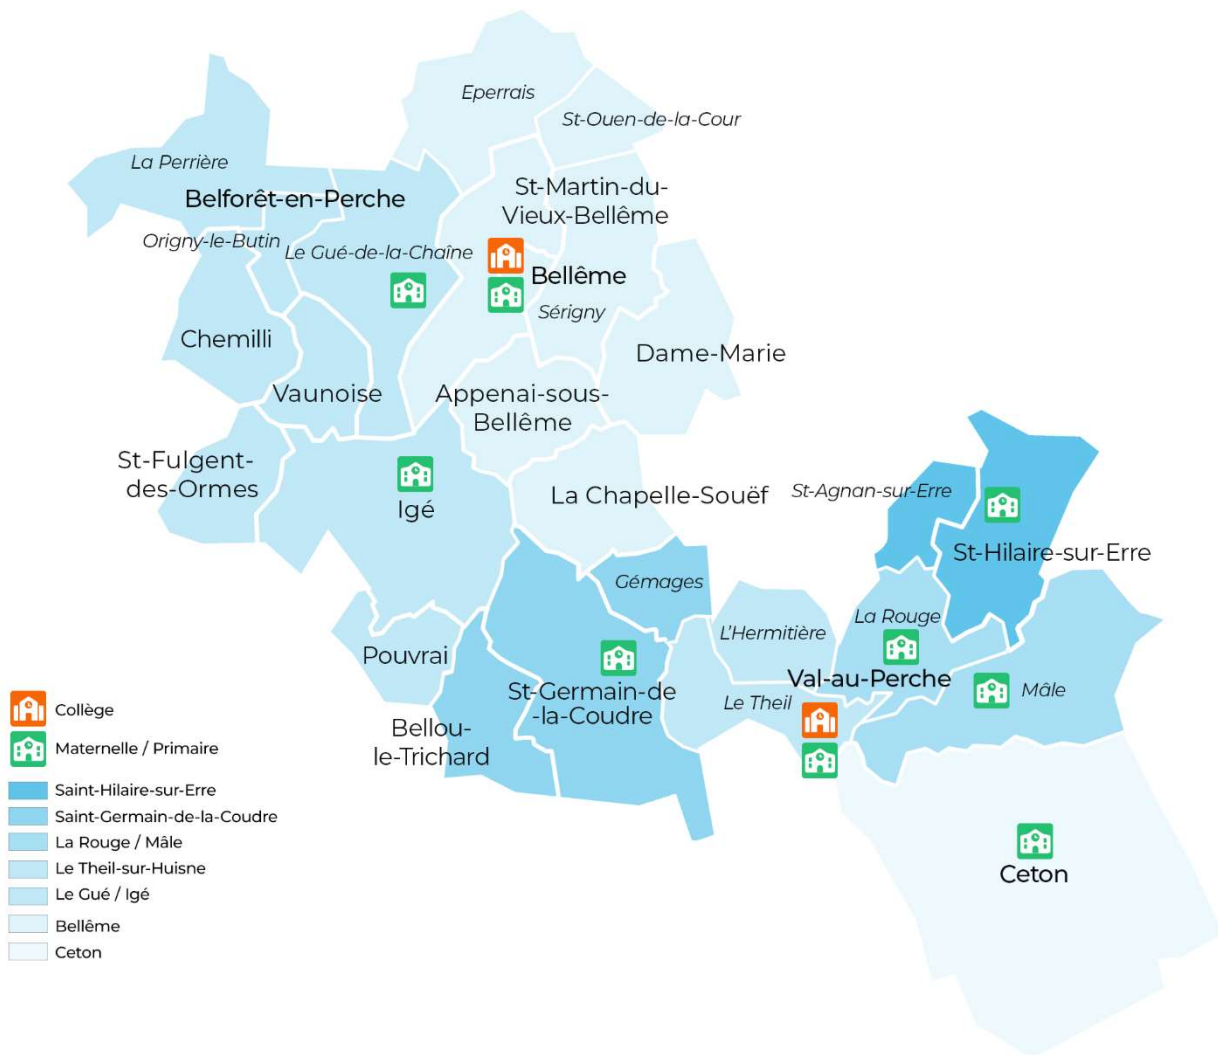 Eperrais
St-Ouen-de-la-Cour
La Perrière
Belforêt-en-Perche
St-Martin-du-
Vieux-Bellême
Origny-le-Butin
Le Gué-de-la-Chaîne
Bellême
Sérigny
Chemilli
Dame-Marie
Vaunoise
Appenai-sous-
Bellême
St-Fulgent-
des-Ormes
Igé
La Chapelle-Souëf
St-Agnan-sur-Erre
St-Hilaire-sur-Erre
Gémages
L'Hermitière
La Rouge
Pouvrai
St-Germain-de
-la-Coudre
Val-au-Perche
Le Theil
Mâle
Bellou-
le-Trichard
Ceton
Collège
Maternelle / Primaire
Saint-Hilaire-sur-Erre
Saint-Germain-de-la-Coudre
La Rouge / Mâle
Le Theil-sur-Huisne
Le Gué / Igé
Bellême
Ceton